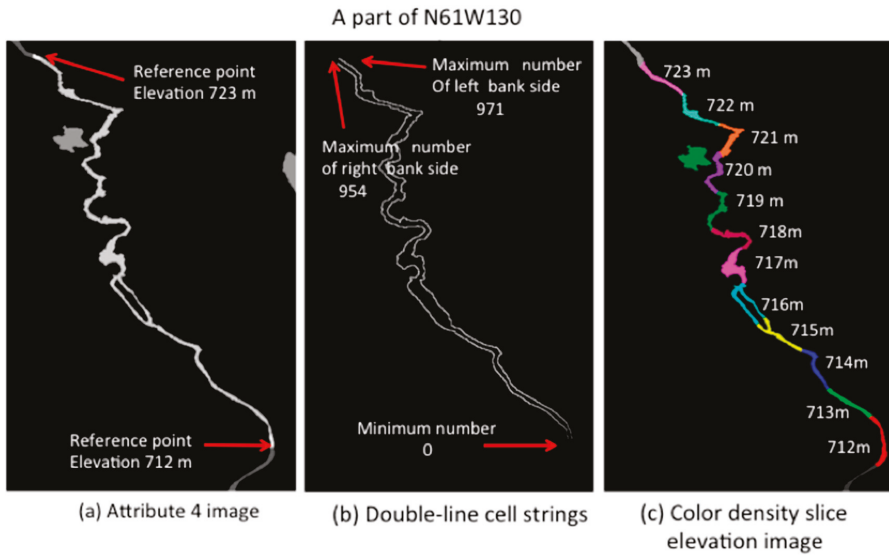 A part of N61W130
Reference point
Elevation 723 m
Reference point
Elevation 712 m
(a) Attribute 4 image
Maximum number
Of left bank side
971
Maximum number
of right bank side
954
Minimum number
0
(b) Double-line cell strings
723 m
722 m
721 m
720 m
719 m
718m
717m
716m
715m
714m
713m
712m
(c) Color density slice
elevation image